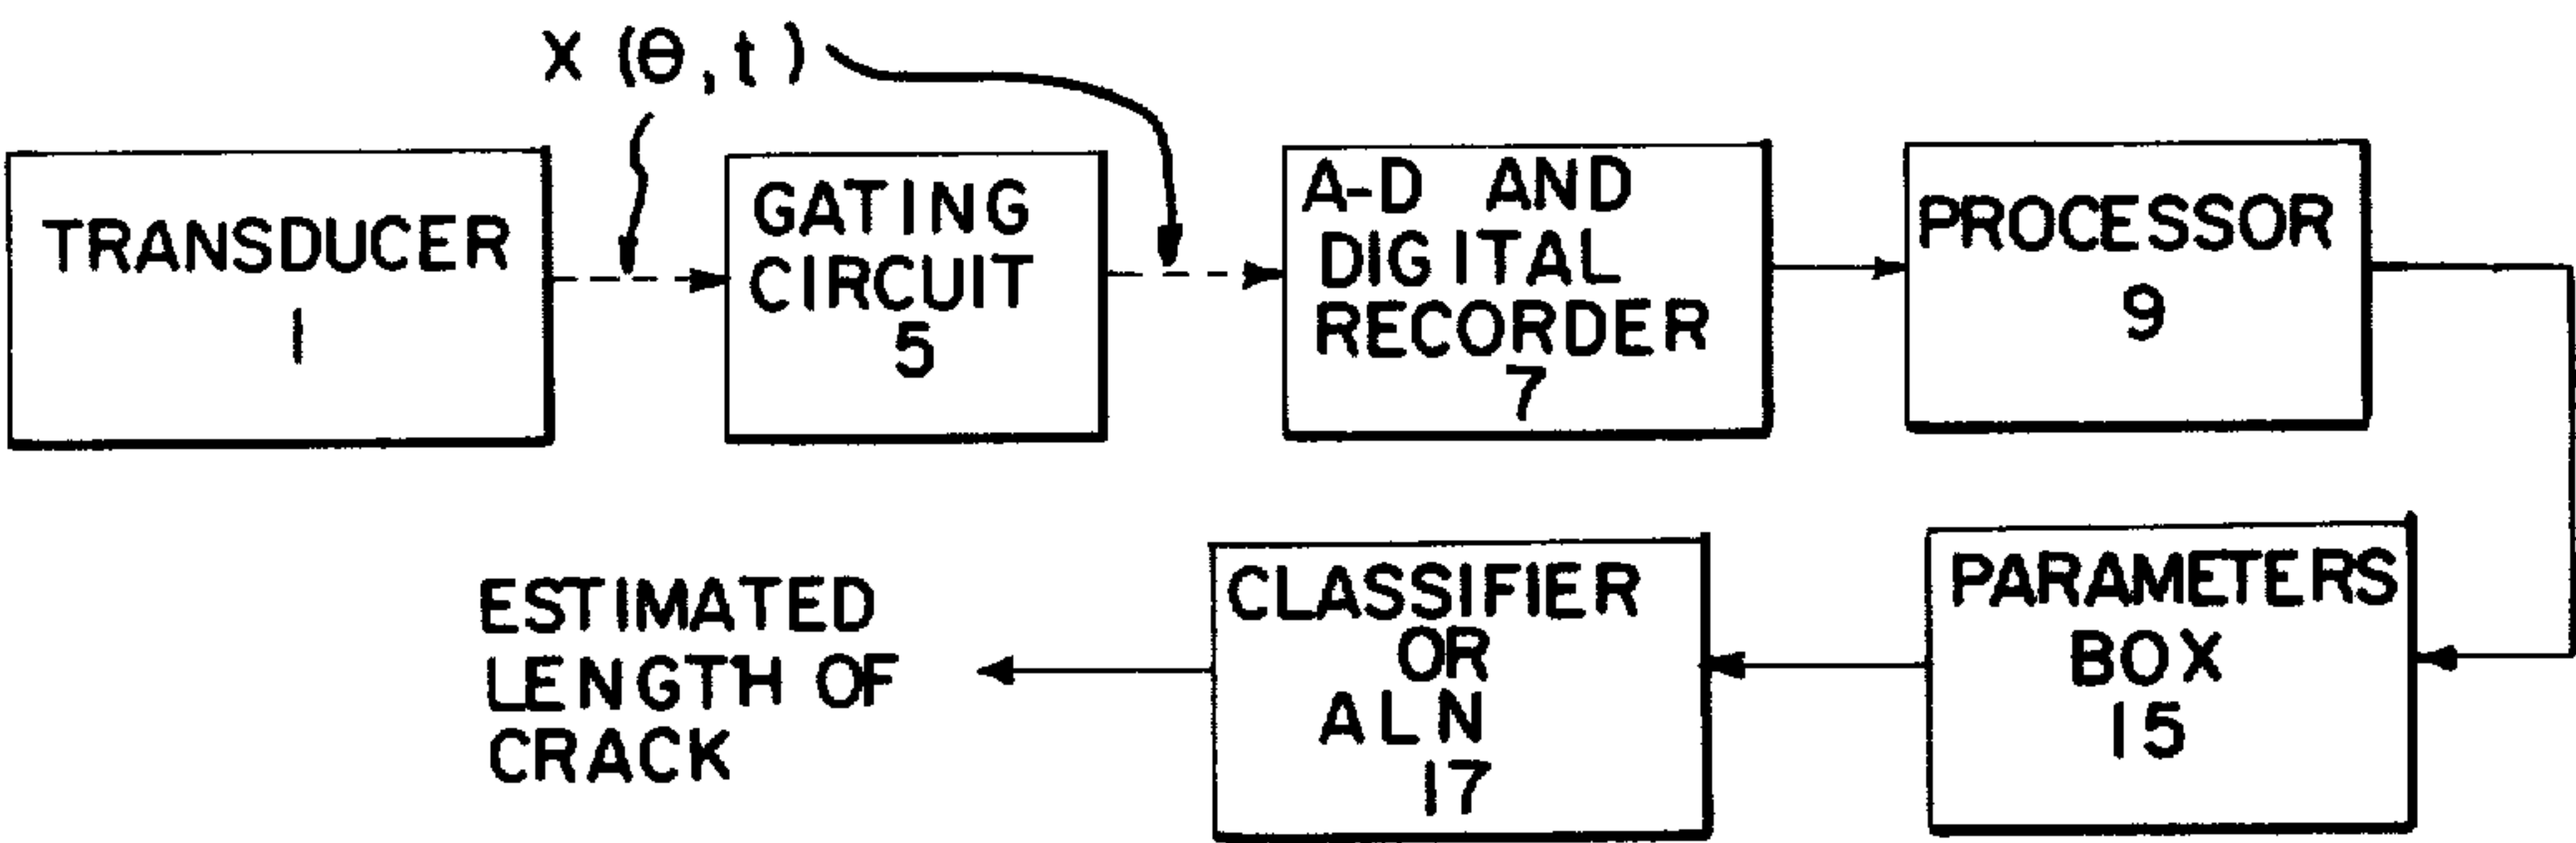 X (θ, t)
TRANSDUCER
1
GATING
CIRCUIT
5
A-D AND
DIGITAL
RECORDER
7
PROCESSOR
9
ESTIMATED
LENGTH OF
CRACK
CLASSIFIER
OR
ALN
17
PARAMETERS
BOX
15